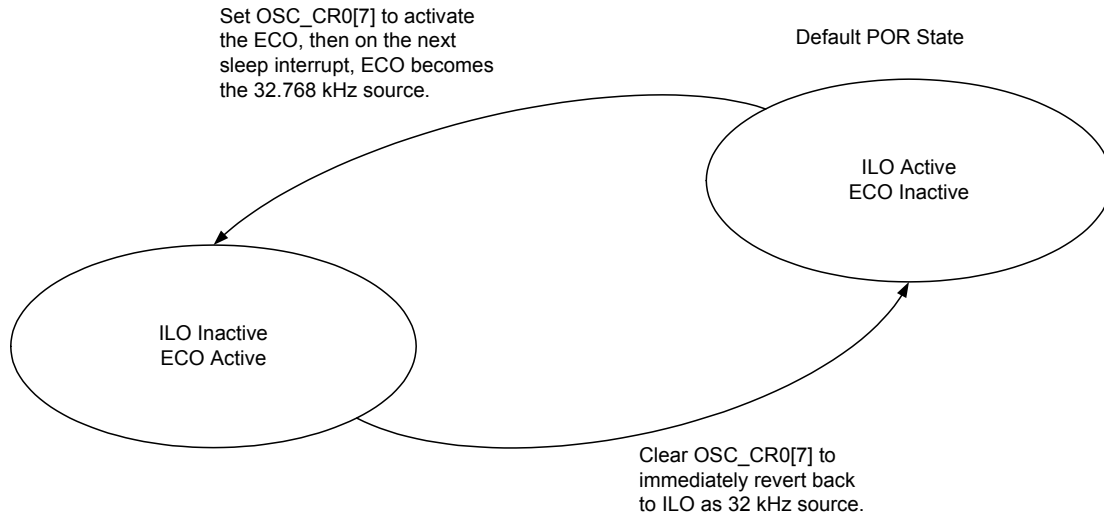 Set OSC_CR0[7] to activate
the ECO, then on the next
sleep interrupt, ECO becomes
the 32.768 kHz source.
Default POR State
ILO Active
ECO Inactive
ILO Inactive
ECO Active
Clear OSC_CR0[7] to
immediately revert back
to ILO as 32 kHz source.